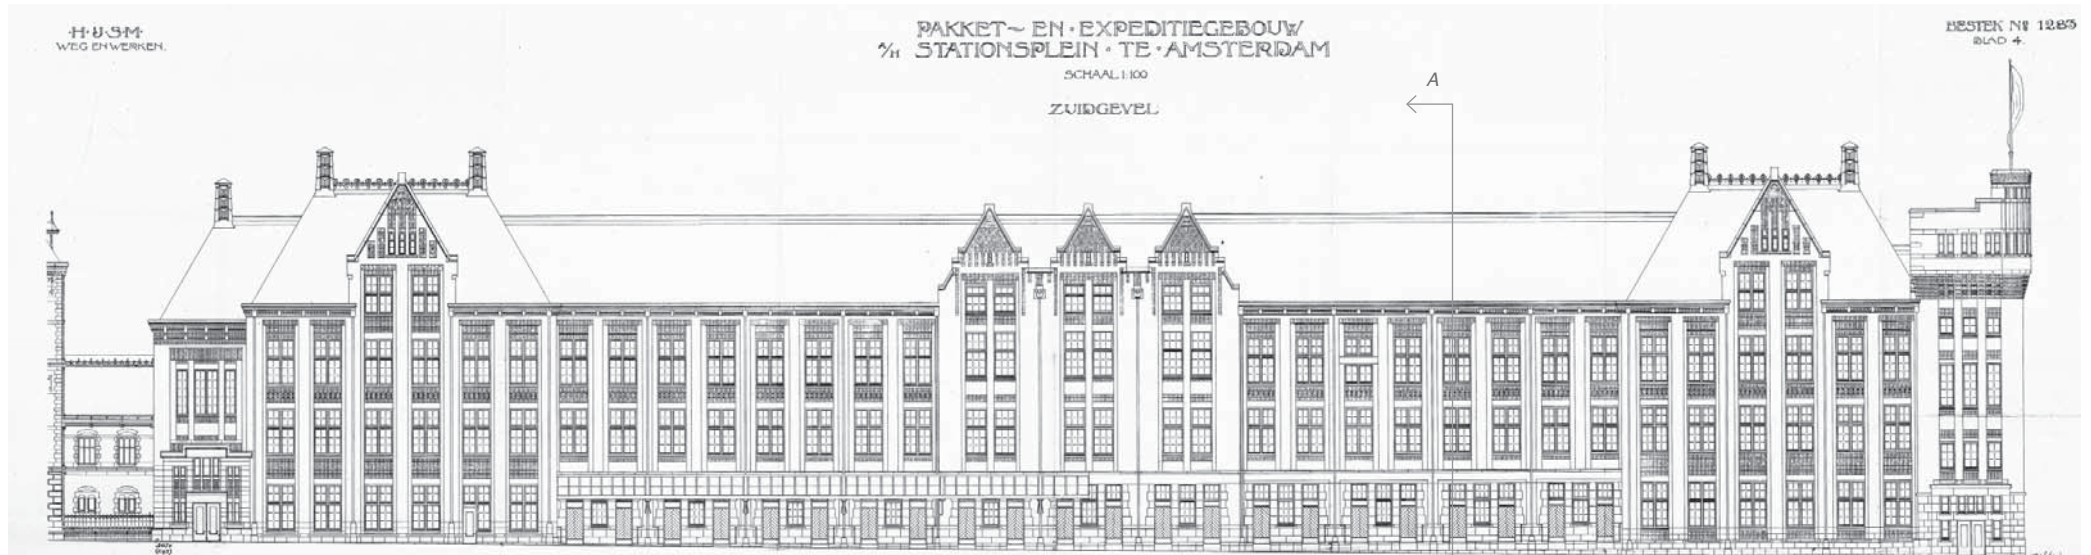 H·IJ·S·M·
WEG EN WERKEN.
PAKKET~ EN·EXPEDITIEGEBOUW
A/H STATIONSPLEIN·TE·AMSTERDAM
SCHAAL 1:100
ZUIDGEVEL
BESTEK No 1283
BLAD 4.
A